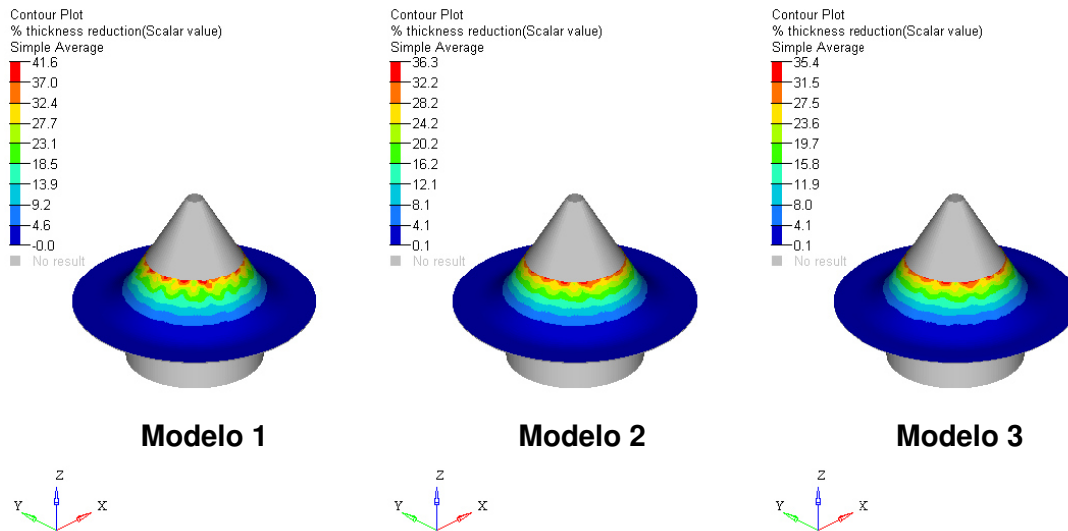 Contour Plot
% thickness reduction(Scalar value)
Simple Average
41.6
37.0
32.4
27.7
23.1
18.5
13.9
9.2
4.6
-0.0
No result
Modelo 1
Z
Y
X
Contour Plot
% thickness reduction(Scalar value)
Simple Average
36.3
32.2
28.2
24.2
20.2
16.2
12.1
8.1
4.1
0.1
No result
Modelo 2
Z
Y
X
Contour Plot
% thickness reduction(Scalar value)
Simple Average
35.4
31.5
27.5
23.6
19.7
15.8
11.9
8.0
4.1
0.1
No result
Modelo 3
Z
Y
X